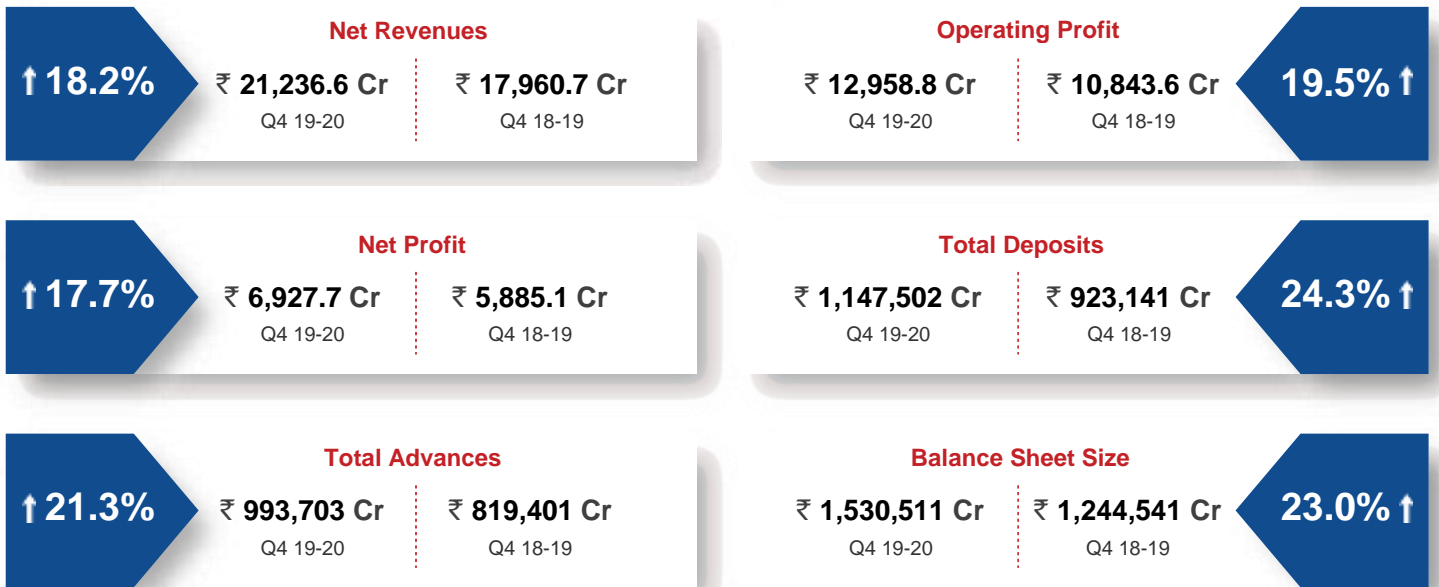 Net Revenues
↑ 18.2%
₹ 21,236.6 Cr
₹ 17,960.7 Cr
Q4 19-20
Q4 18-19
Operating Profit
₹ 12,958.8 Cr
₹ 10,843.6 Cr
19.5% ↑
Q4 19-20
Q4 18-19
Net Profit
↑ 17.7%
₹ 6,927.7 Cr
₹ 5,885.1 Cr
Q4 19-20
Q4 18-19
Total Deposits
₹ 1,147,502 Cr
₹ 923,141 Cr
24.3% ↑
Q4 19-20
Q4 18-19
Total Advances
↑ 21.3%
₹ 993,703 Cr
₹ 819,401 Cr
Q4 19-20
Q4 18-19
Balance Sheet Size
₹ 1,530,511 Cr
₹ 1,244,541 Cr
23.0% ↑
Q4 19-20
Q4 18-19